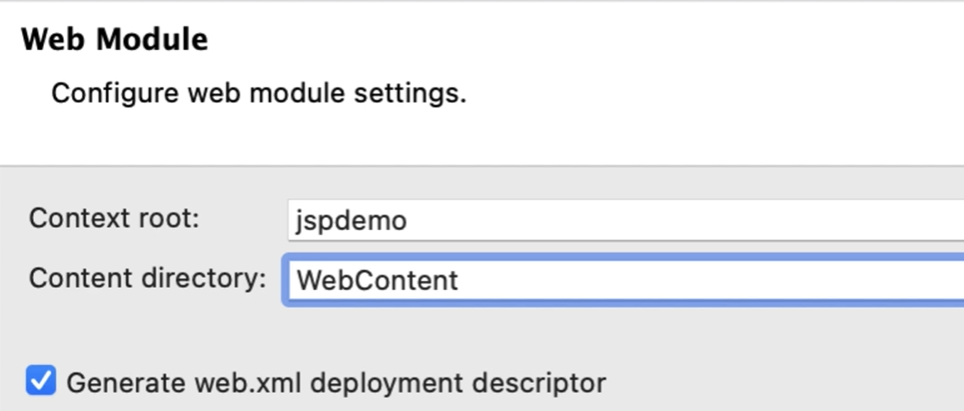 Web Module
Configure web module settings.
Context root: jspdemo
Content directory: WebContent
Generate web.xml deployment descriptor